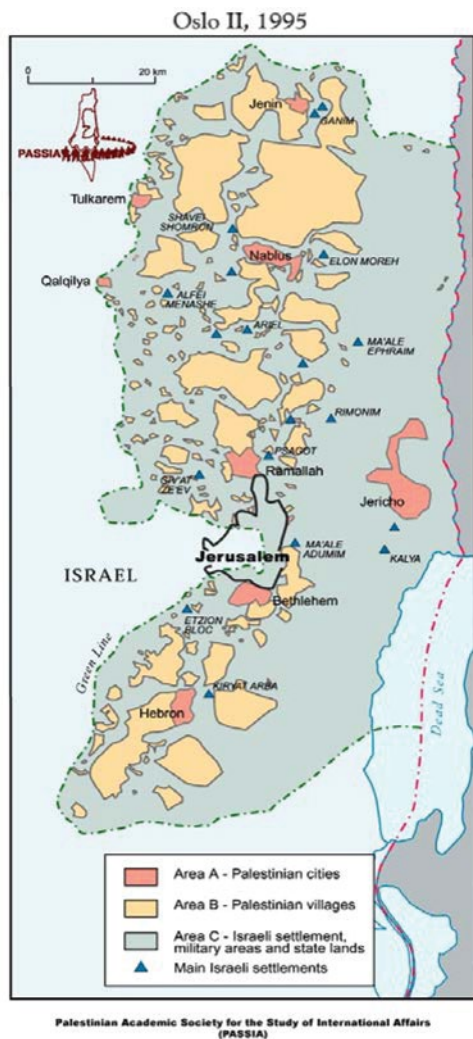 Oslo II, 1995
0 20 km
PASSIA
Jenin
GANIM
Tulkarem
SHAVEI
SHOMRON
Nablus
ELON MOREH
Qalqilya
ALFEI
MENASHE
ARIEL
MA'ALE
EPHRAIM
RIMONIM
PSAGOT
Ramallah
GIV'AT
ZE'EV
Jericho
Jerusalem
MA'ALE
ADUMIM
KALYA
ISRAEL
Bethlehem
ETZION
BLOC
Green Line
KIRYAT ARBA
Hebron
Dead Sea
Area A - Palestinian cities
Area B - Palestinian villages
Area C - Israeli settlement,
military areas and state lands
Main Israeli settlements
Palestinian Academic Society for the Study of International Affairs
(PASSIA)